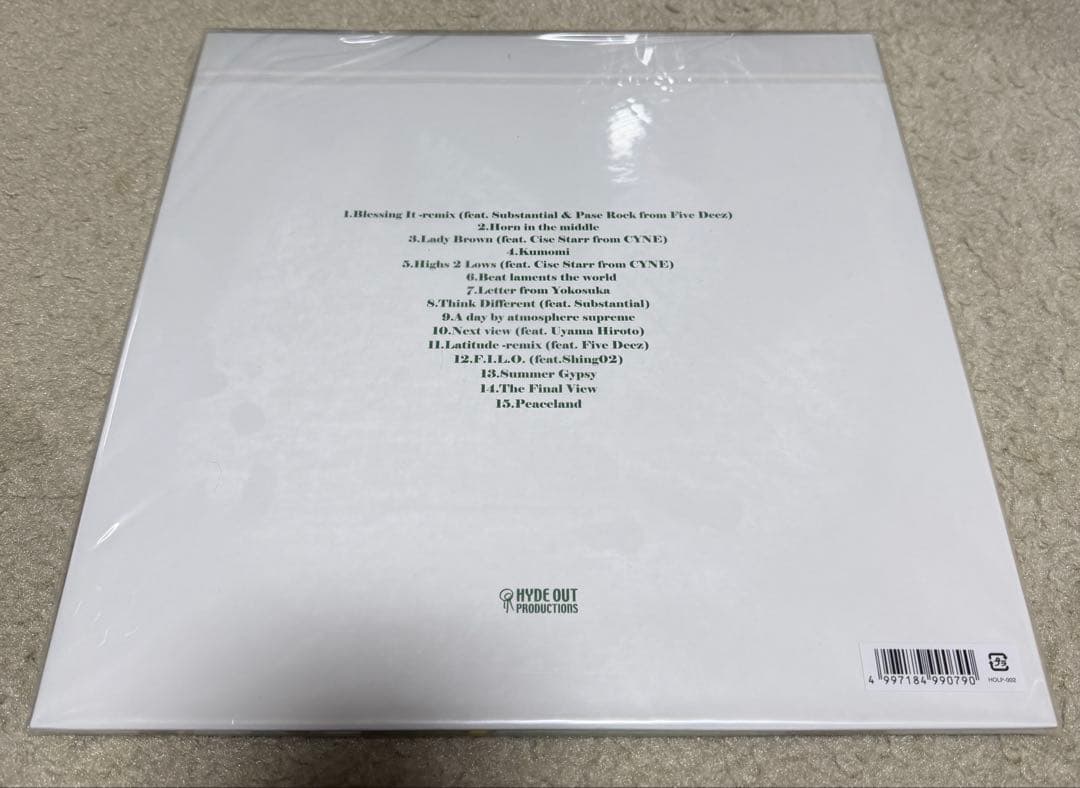 1.Blessing It -remix (feat. Substantial & Pase Rock from Five Deez)
2.Horn in the middle
3.Lady Brown (feat. Cise Starr from CYNE)
4.Kumomi
5.Highs 2 Lows (feat. Cise Starr from CYNE)
6.Beat laments the world
7.Letter from Yokosuka
8.Think Different (feat. Substantial)
9.A day by atmosphere supreme
10.Next view (feat. Uyama Hiroto)
11.Latitude -remix (feat. Five Deez)
12.F.I.L.O. (feat.Shing02)
13.Summer Gypsy
14.The Final View
15.Peaceland
HYDE OUT
PRODUCTIONS
4 997184 990790
HOLP-002